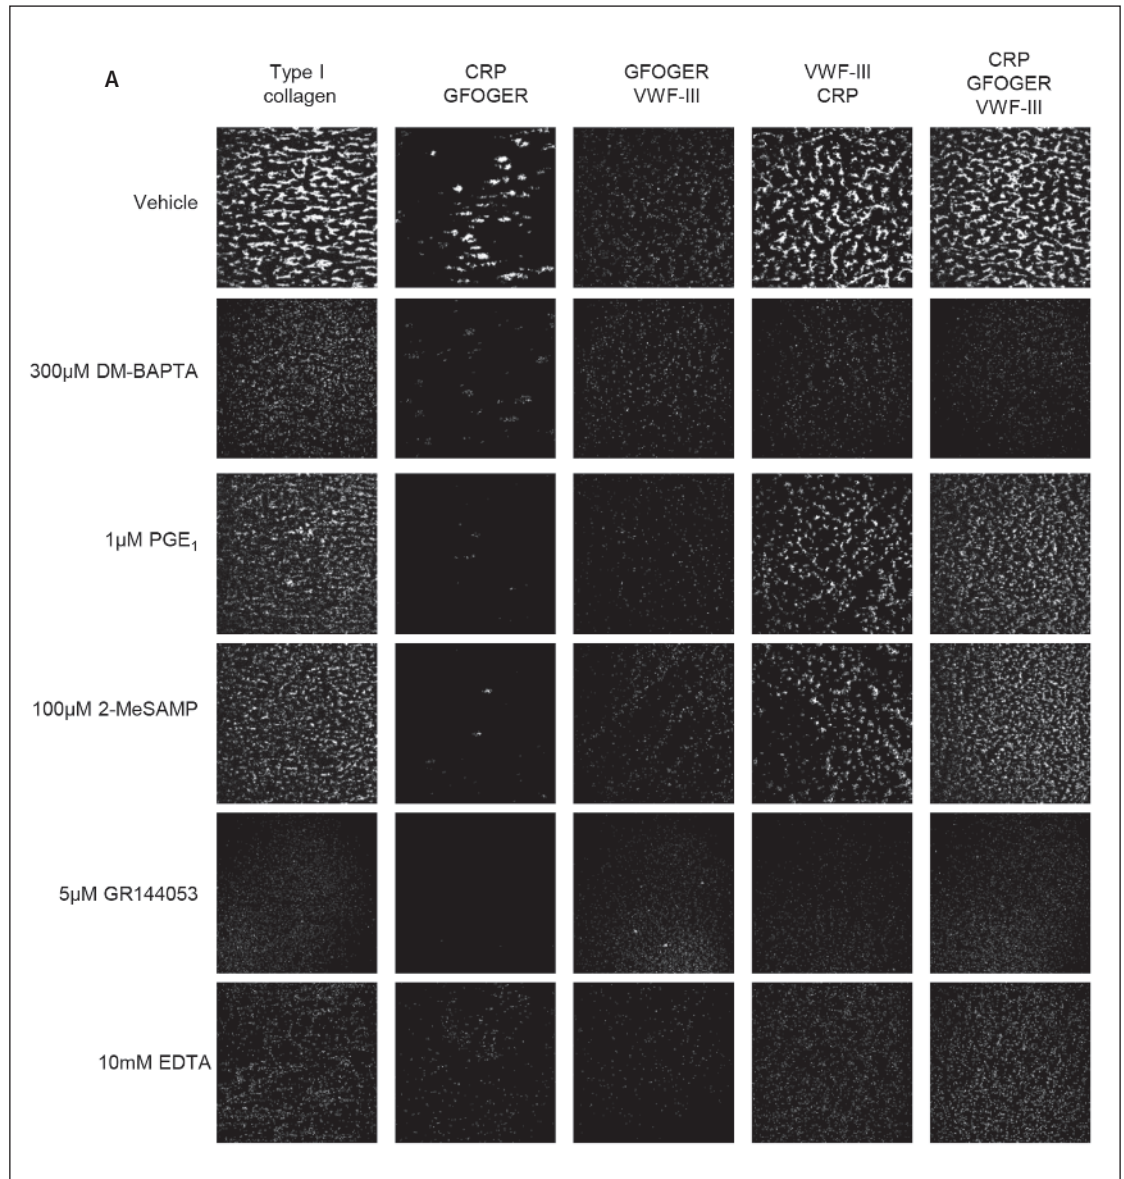 A
Type I
collagen
CRP
GFOGER
GFOGER
VWF-III
VWF-III
CRP
CRP
GFOGER
VWF-III
Vehicle
300µM DM-BAPTA
1µM PGE₁
100µM 2-MeSAMP
5µM GR144053
10mM EDTA